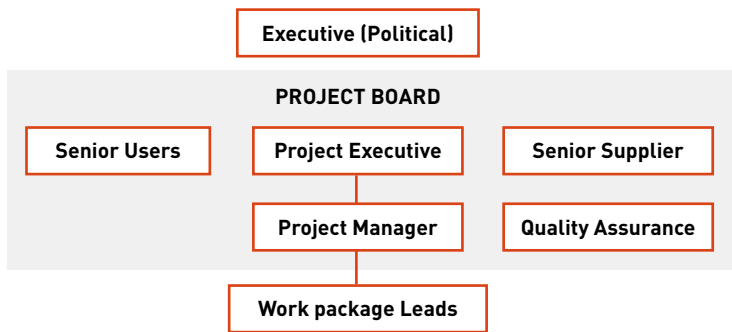 Executive (Political)
PROJECT BOARD
Senior Users
Project Executive
Senior Supplier
Project Manager
Quality Assurance
Work package Leads